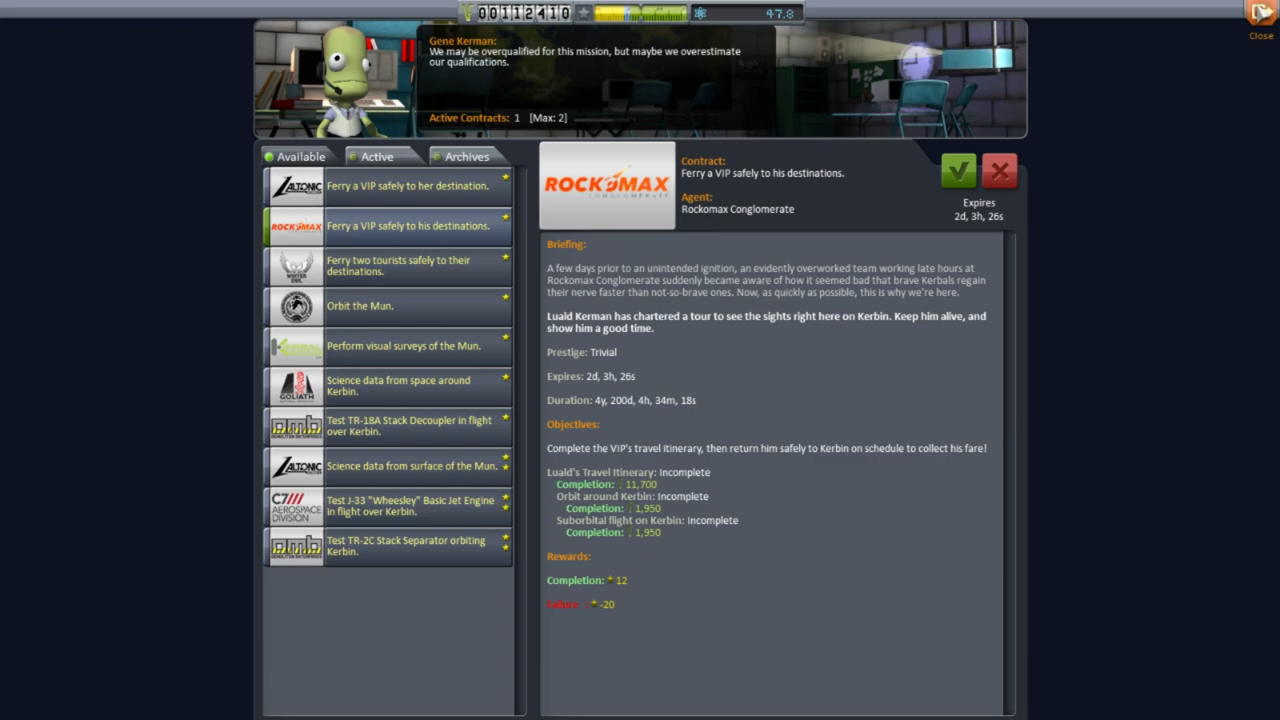 00112410
47.8
Close
Gene Kerman:
We may be overqualified for this mission, but maybe we overestimate
our qualifications.
Active Contracts: 1 [Max: 2]
Available
Active
Archives
ZALTONIC
Ferry a VIP safely to her destination.
ROCKOMAX
Ferry a VIP safely to his destinations.
WINTER OWL
Ferry two tourists safely to their
destinations.
Orbit the Mun.
Perform visual surveys of the Mun.
GOLIATH
Science data from space around
Kerbin.
Test TR-18A Stack Decoupler in flight
over Kerbin.
ZALTONIC
Science data from surface of the Mun.
C7///
AEROSPACE
DIVISION
Test J-33 "Wheesley" Basic Jet Engine
in flight over Kerbin.
Test TR-2C Stack Separator orbiting
Kerbin.
ROCKOMAX
CONGLOMERATE
Contract:
Ferry a VIP safely to his destinations.
Agent:
Rockomax Conglomerate
Expires
2d, 3h, 26s
Briefing:
A few days prior to an unintended ignition, an evidently overworked team working late hours at
Rockomax Conglomerate suddenly became aware of how it seemed bad that brave Kerbals regain
their nerve faster than not-so-brave ones. Now, as quickly as possible, this is why we're here.
Luald Kerman has chartered a tour to see the sights right here on Kerbin. Keep him alive, and
show him a good time.
Prestige: Trivial
Expires: 2d, 3h, 26s
Duration: 4y, 200d, 4h, 34m, 18s
Objectives:
Complete the VIP's travel itinerary, then return him safely to Kerbin on schedule to collect his fare!
Luald's Travel Itinerary: Incomplete
Completion: 11,700
Orbit around Kerbin: Incomplete
Completion: 1,950
Suborbital flight on Kerbin: Incomplete
Completion: 1,950
Rewards:
Completion: 12
Failure: -20